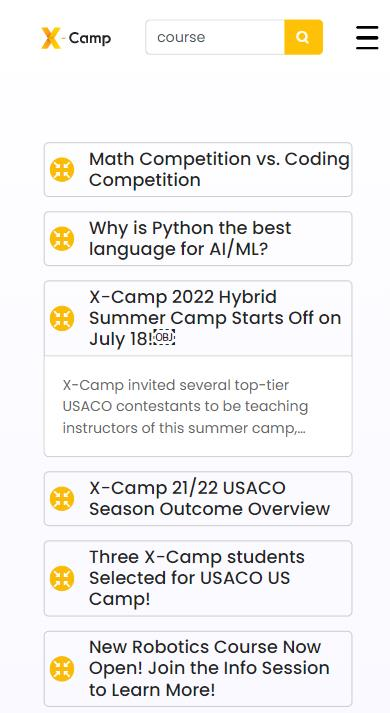 X-Camp
course
Math Competition vs. Coding
Competition
Why is Python the best
language for AI/ML?
X-Camp 2022 Hybrid
Summer Camp Starts Off on
July 18!￼
X-Camp invited several top-tier
USACO contestants to be teaching
instructors of this summer camp,...
X-Camp 21/22 USACO
Season Outcome Overview
Three X-Camp students
Selected for USACO US
Camp!
New Robotics Course Now
Open! Join the Info Session
to Learn More!